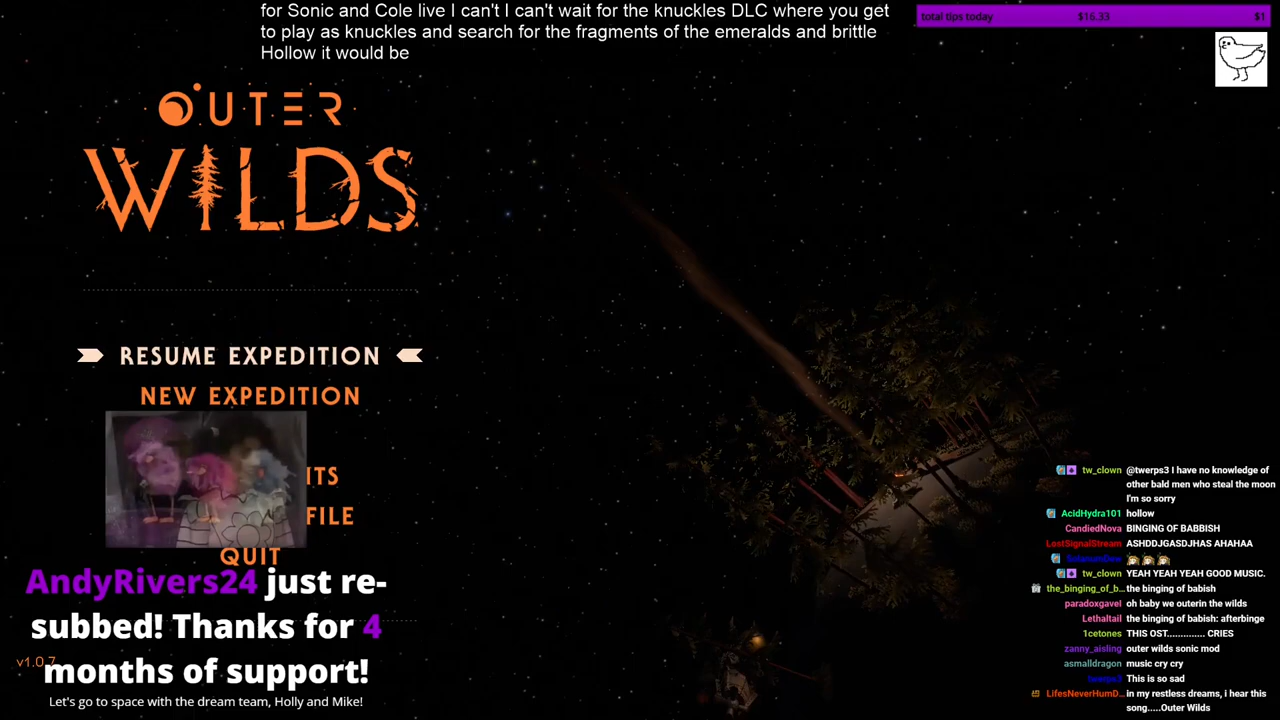 for Sonic and Cole live I can't I can't wait for the knuckles DLC where you get
to play as knuckles and search for the fragments of the emeralds and brittle
Hollow it would be
total tips today $16.33 $1
OUTER
WILDS
RESUME EXPEDITION
NEW EXPEDITION
ITS
FILE
QUIT
AndyRivers24 just re-
subbed! Thanks for 4
months of support!
v1.0.7
Let's go to space with the dream team, Holly and Mike!
tw_clown @twerps3 I have no knowledge of
other bald men who steal the moon
I'm so sorry
AcidHydra101 hollow
CandiedNova BINGING OF BABBISH
LostSignalStream ASHDDJGASDJHAS AHAHAA
tw_clown YEAH YEAH YEAH GOOD MUSIC.
the_binging_of_b... the binging of babish
paradoxgavei oh baby we outerin the wilds
Lethaltail the binging of babish: afterbinge
1cetones THIS OST.............. CRIES
zanny_aisling outer wilds sonic mod
asmalldragon music cry cry
twerps3 This is so sad
LifesNeverHumD... in my restless dreams, i hear this
song.....Outer Wilds